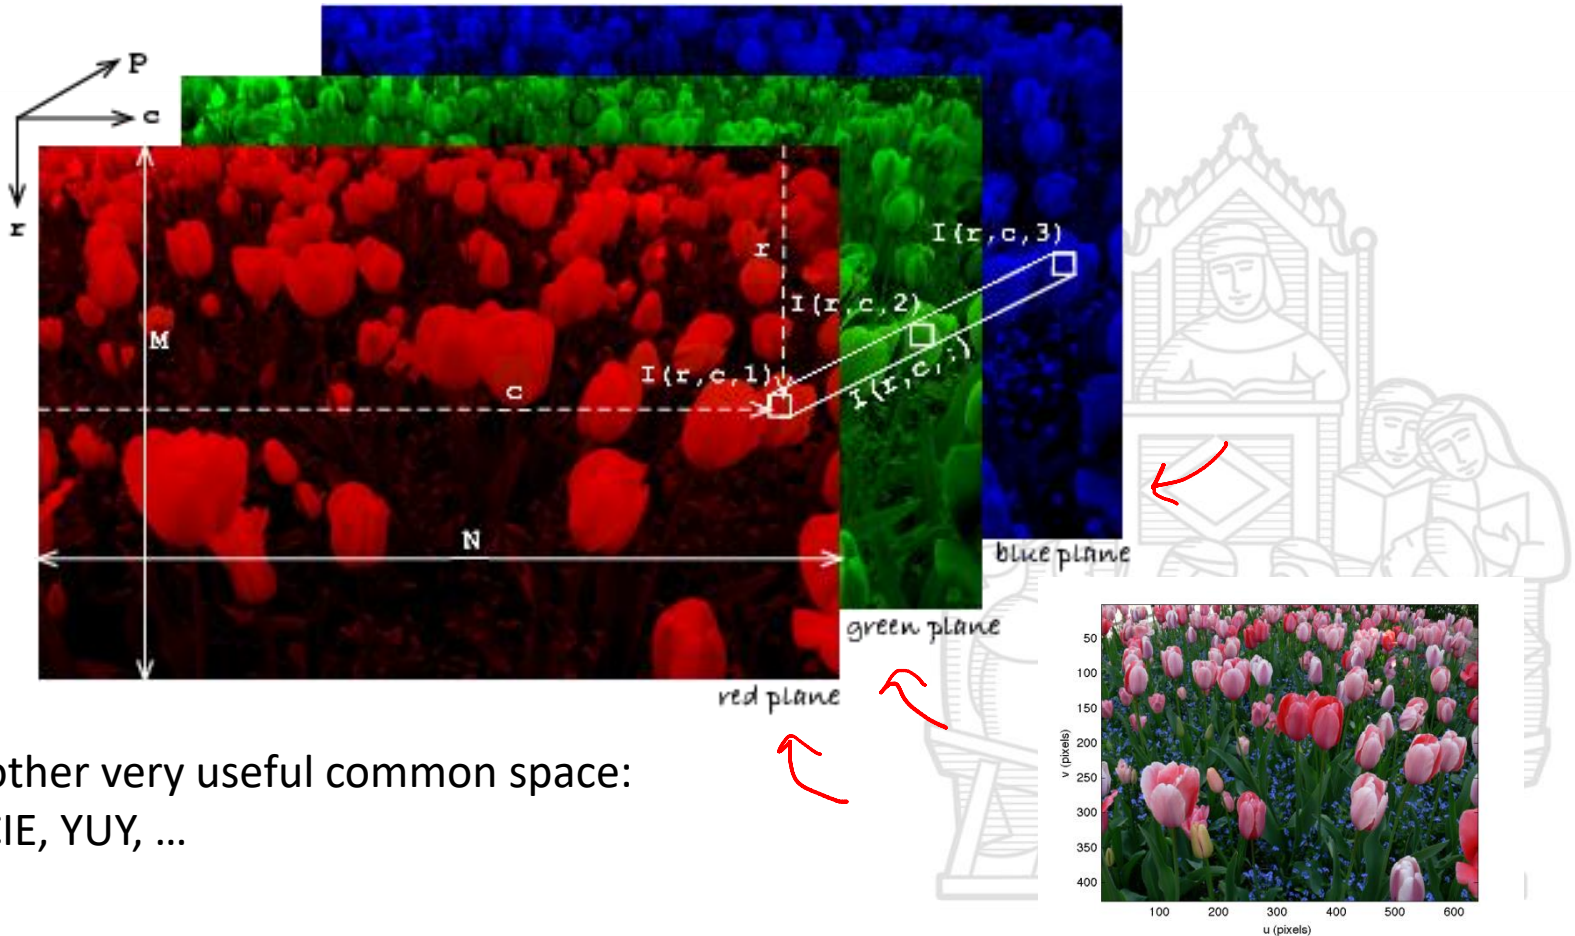 P
c
r
M
N
r
c
I(r,c,3)
I(r,c,2)
I(r,c,1)
I(r,c,:)
blue plane
green plane
red plane
other very useful common space:
CIE, YUY, ...
50
100
150
200
250
300
350
400
v (pixels)
100 200 300 400 500 600
u (pixels)